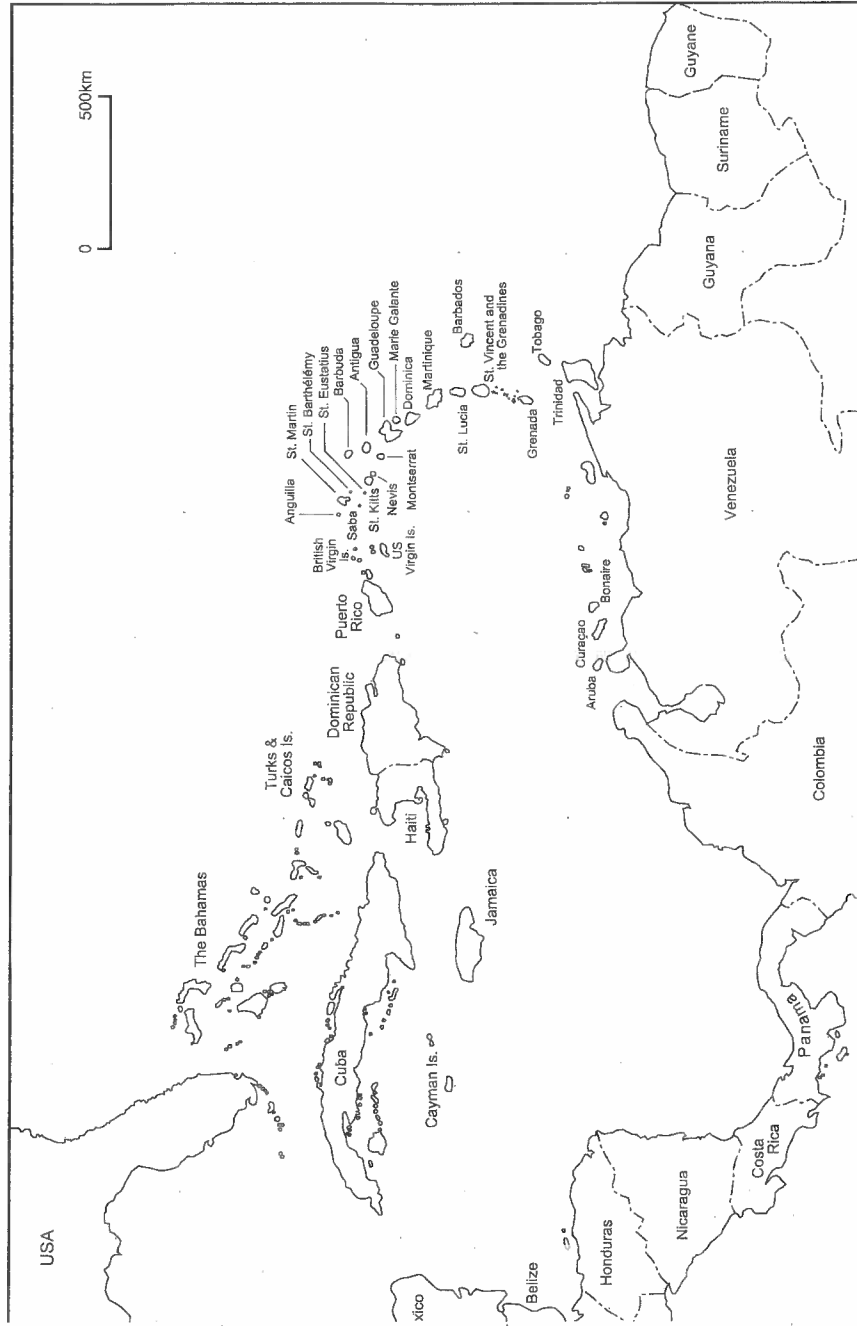 USA
The Bahamas
Turks &
Caicos Is.
0
500km
Cuba
Cayman Is.
Jamaica
Haiti
Dominican
Republic
Puerto
Rico
British
Virgin
Is.
US
Virgin Is.
Anguilla
St. Martin
St. Barthélémy
St. Eustatius
Saba
St. Kitts
Nevis
Barbuda
Antigua
Montserrat
Guadeloupe
Marie Galante
Dominica
Martinique
St. Lucia
Barbados
St. Vincent and
the Grenadines
Grenada
Tobago
Trinidad
Aruba
Curaçao
Bonaire
xico
Belize
Honduras
Nicaragua
Costa
Rica
Panama
Colombia
Venezuela
Guyana
Suriname
Guyane